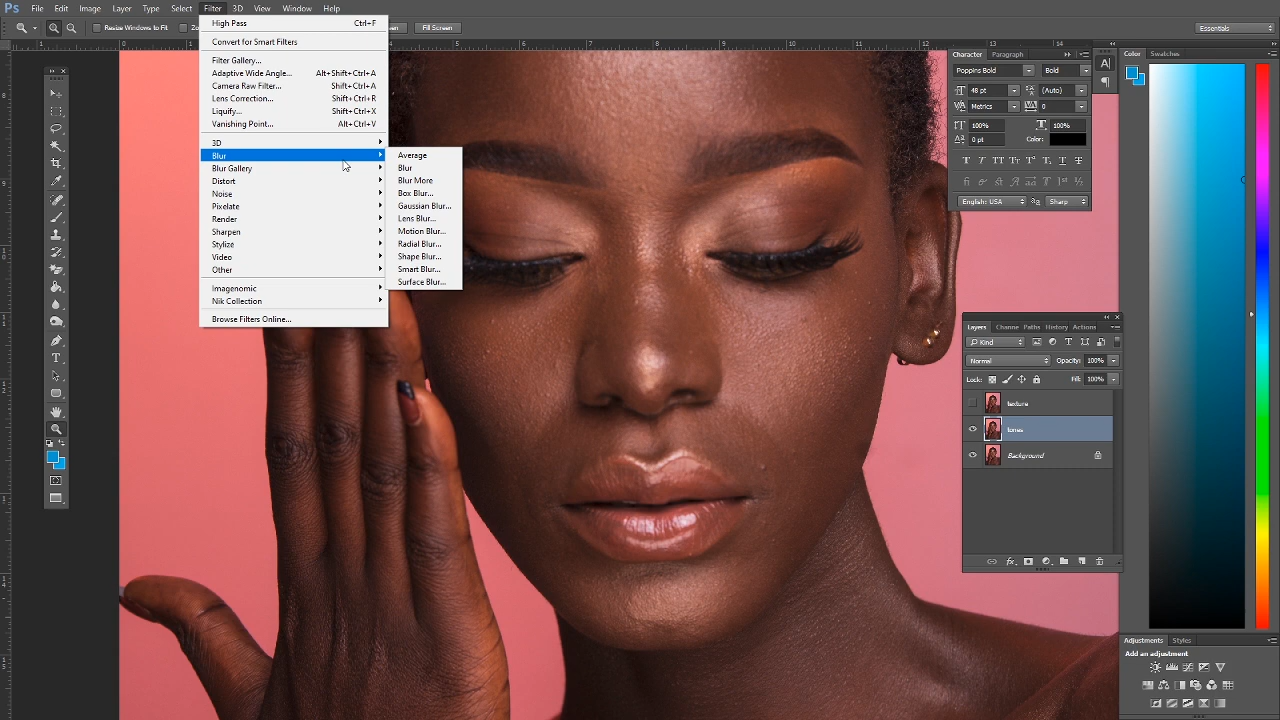 Ps File Edit Image Layer Type Select Filter 3D View Window Help
Resize Windows to Fit
Fill Screen
Essentials
High Pass Ctrl+F
Convert for Smart Filters
Filter Gallery...
Adaptive Wide Angle... Alt+Shift+Ctrl+A
Camera Raw Filter... Shift+Ctrl+A
Lens Correction... Shift+Ctrl+R
Liquify... Shift+Ctrl+X
Vanishing Point... Alt+Ctrl+V
3D
Blur
Blur Gallery
Distort
Noise
Pixelate
Render
Sharpen
Stylize
Video
Other
Imagenomic
Nik Collection
Browse Filters Online...
Average
Blur
Blur More
Box Blur...
Gaussian Blur...
Lens Blur...
Motion Blur...
Radial Blur...
Shape Blur...
Smart Blur...
Surface Blur...
Character Paragraph
Poppins Bold Bold
48 pt (Auto)
Metrics 0
100% 100%
0 pt Color:
English: USA Sharp
Color Swatches
Layers Channe Paths History Actions
Kind
Normal Opacity: 100%
Lock: Fill: 100%
texture
tones
Background
Adjustments Styles
Add an adjustment